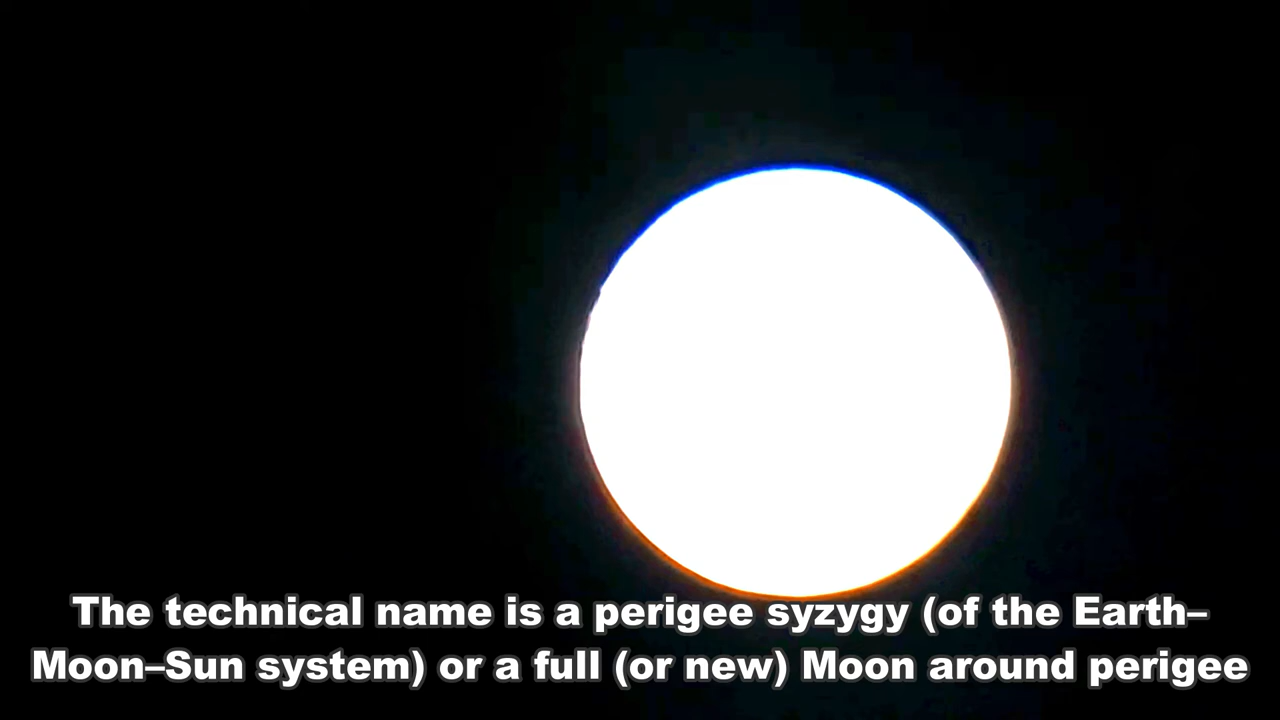 The technical name is a perigee syzygy (of the Earth–
Moon–Sun system) or a full (or new) Moon around perigee